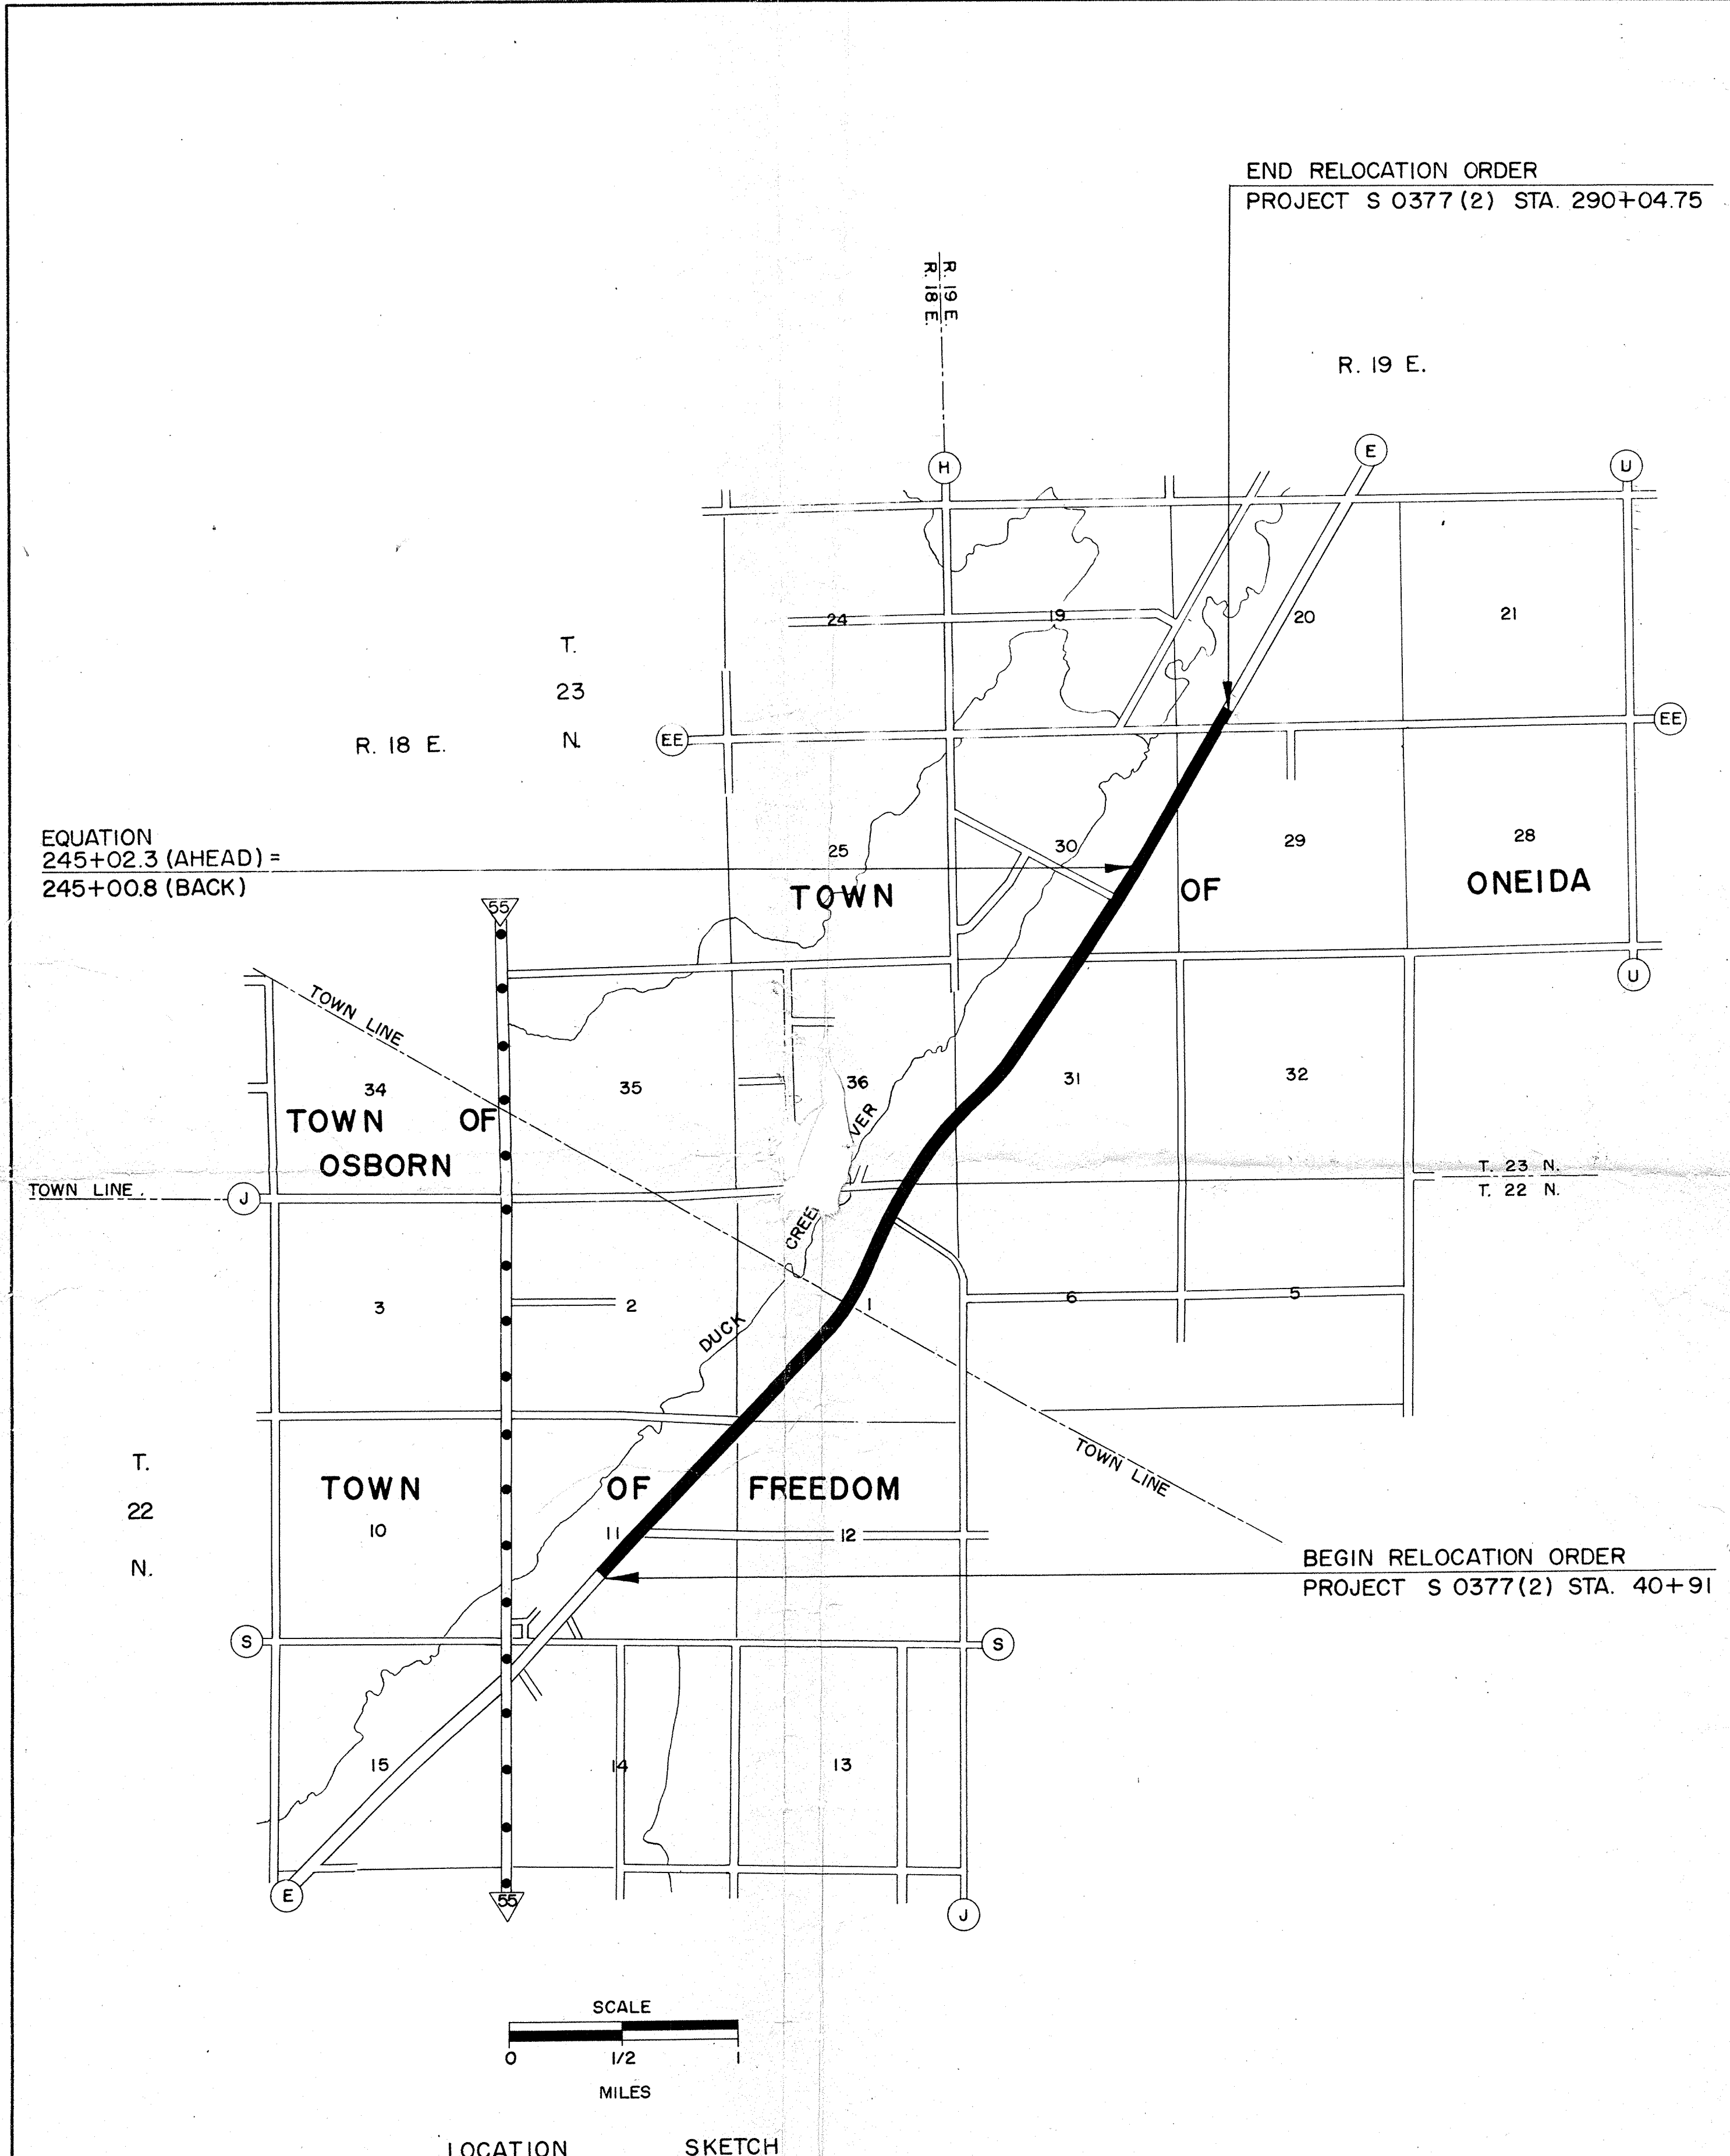 END RELOCATION ORDER
PROJECT S 0377 (2) STA. 290+04.75
R. 19 E.
R. 18 E.
R. 19 E.
H
E
U
24
19
20
21
T.
23
N.
R. 18 E.
EE
EE
EQUATION
245+02.3 (AHEAD) =
245+00.8 (BACK)
25
30
29
28
TOWN OF ONEIDA
55
U
TOWN LINE
34
35
36
31
32
TOWN OF
OSBORN
VER
T. 23 N.
T. 22 N.
TOWN LINE
J
CREE
3
2
1
6
5
DUCK
TOWN LINE
T.
22
N.
TOWN OF FREEDOM
10
11
12
BEGIN RELOCATION ORDER
PROJECT S 0377(2) STA. 40+91
S
S
15
14
13
E
55
J
SCALE
0 1/2 1
MILES
LOCATION SKETCH